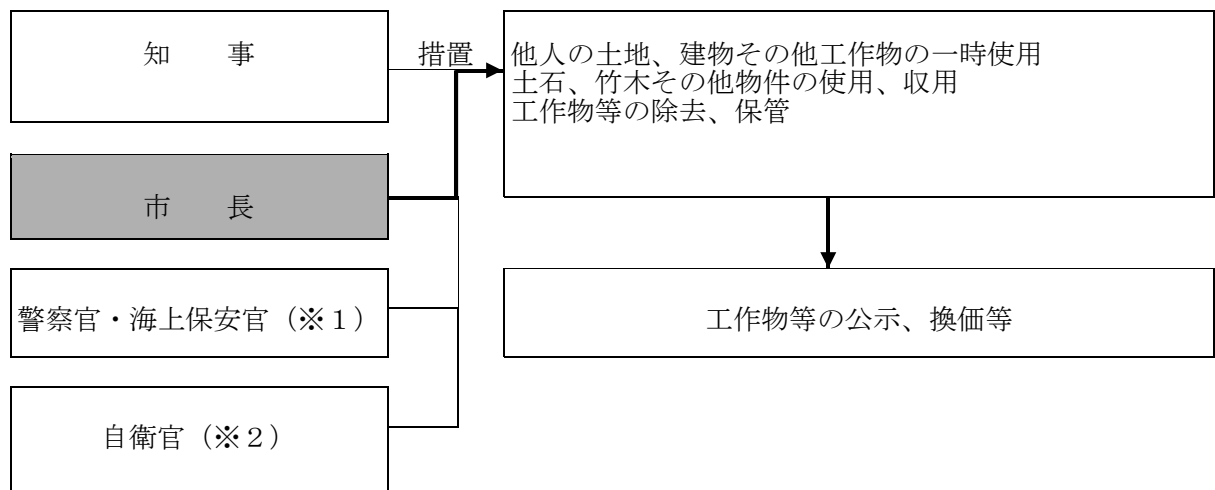 知　　事
措置
他人の土地、建物その他工作物の一時使用
土石、竹木その他物件の使用、収用
工作物等の除去、保管
市　　長
警察官・海上保安官（※１）
工作物等の公示、換価等
自衛官（※２）